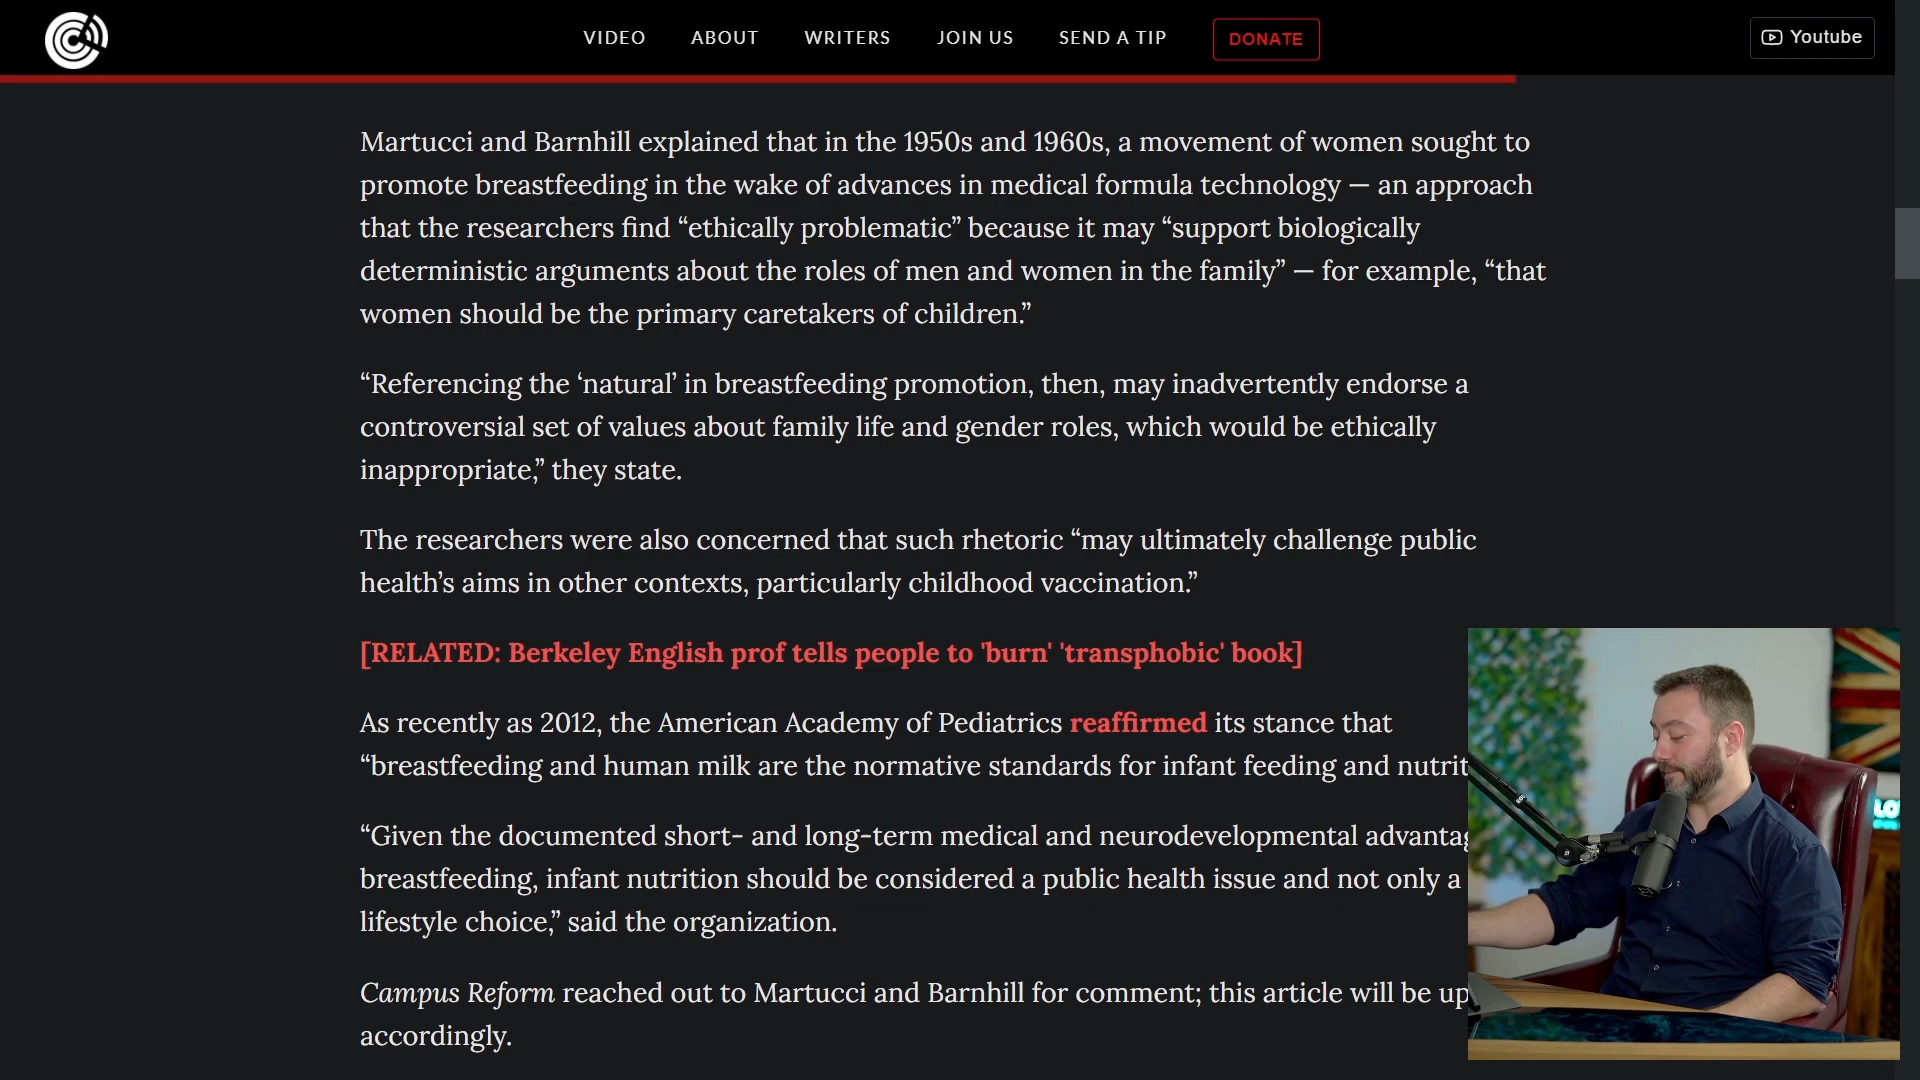 VIDEO ABOUT WRITERS JOIN US SEND A TIP DONATE Youtube
Martucci and Barnhill explained that in the 1950s and 1960s, a movement of women sought to
promote breastfeeding in the wake of advances in medical formula technology — an approach
that the researchers find “ethically problematic” because it may “support biologically
deterministic arguments about the roles of men and women in the family” — for example, “that
women should be the primary caretakers of children.”
“Referencing the ‘natural’ in breastfeeding promotion, then, may inadvertently endorse a
controversial set of values about family life and gender roles, which would be ethically
inappropriate,” they state.
The researchers were also concerned that such rhetoric “may ultimately challenge public
health’s aims in other contexts, particularly childhood vaccination.”
[RELATED: Berkeley English prof tells people to 'burn' 'transphobic' book]
As recently as 2012, the American Academy of Pediatrics reaffirmed its stance that
“breastfeeding and human milk are the normative standards for infant feeding and nutrit
“Given the documented short- and long-term medical and neurodevelopmental advantag
breastfeeding, infant nutrition should be considered a public health issue and not only a
lifestyle choice,” said the organization.
Campus Reform reached out to Martucci and Barnhill for comment; this article will be up
accordingly.